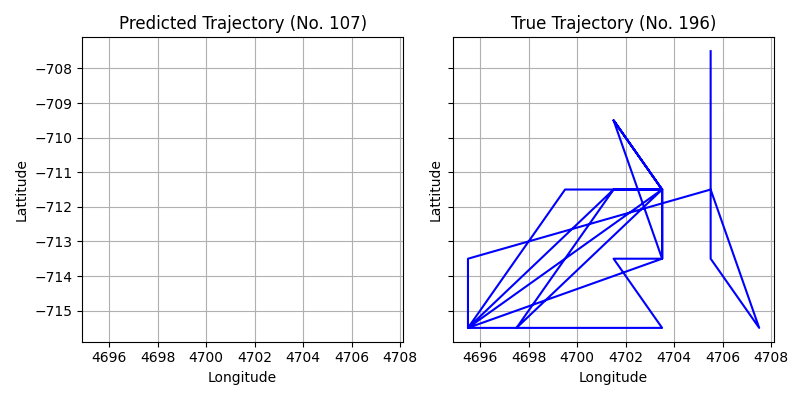 Predicted Trajectory (No. 107)
True Trajectory (No. 196)
−708
−709
−710
−711
−712
−713
−714
−715
Lattitude
Lattitude
4696 4698 4700 4702 4704 4706 4708
4696 4698 4700 4702 4704 4706 4708
Longitude
Longitude